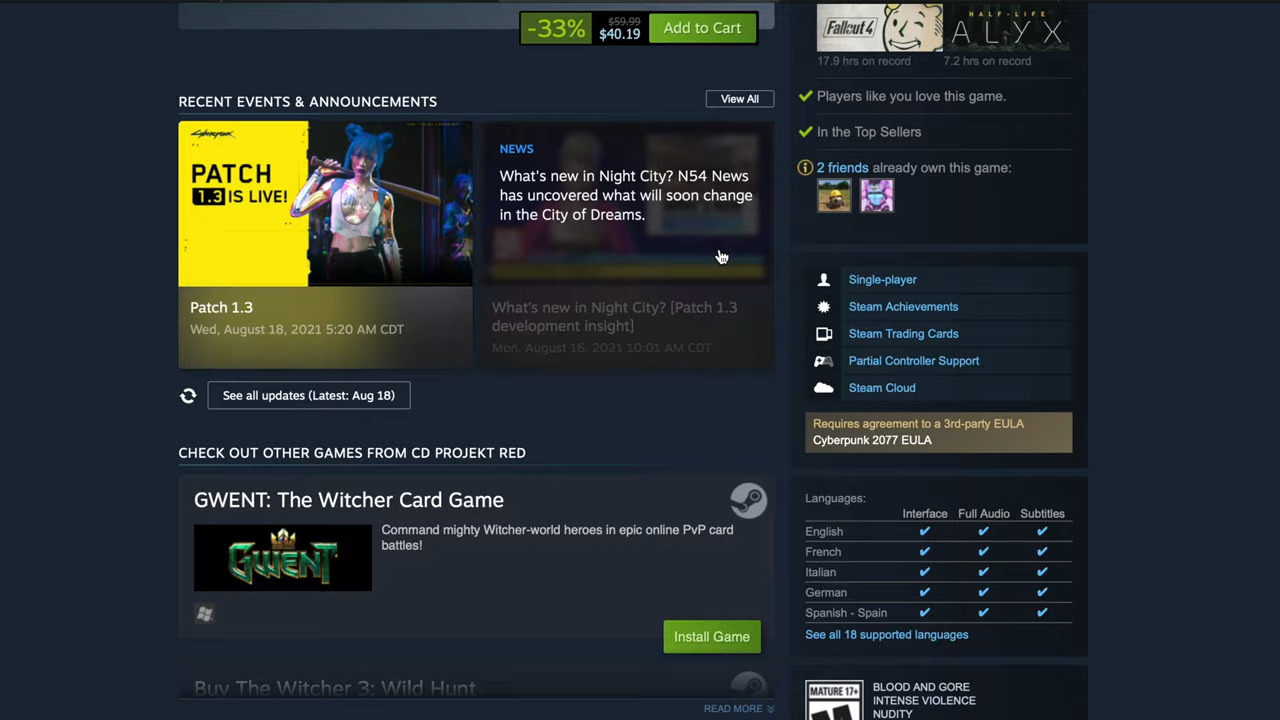 -33%
$59.99
$40.19
Add to Cart
RECENT EVENTS & ANNOUNCEMENTS
View All
Cyberpunk
PATCH
1.3 IS LIVE!
Patch 1.3
Wed, August 18, 2021 5:20 AM CDT
NEWS
What's new in Night City? N54 News
has uncovered what will soon change
in the City of Dreams.
What's new in Night City? [Patch 1.3
development insight]
Mon, August 16, 2021 10:01 AM CDT
See all updates (Latest: Aug 18)
CHECK OUT OTHER GAMES FROM CD PROJEKT RED
GWENT: The Witcher Card Game
GWENT
Command mighty Witcher-world heroes in epic online PvP card
battles!
Install Game
Buy The Witcher 3: Wild Hunt
READ MORE
Fallout 4
HALF-LIFE
ALYX
17.9 hrs on record
7.2 hrs on record
Players like you love this game.
In the Top Sellers
2 friends already own this game:
Single-player
Steam Achievements
Steam Trading Cards
Partial Controller Support
Steam Cloud
Requires agreement to a 3rd-party EULA
Cyberpunk 2077 EULA
Languages:
Interface Full Audio Subtitles
English ✔ ✔ ✔
French ✔ ✔ ✔
Italian ✔ ✔ ✔
German ✔ ✔ ✔
Spanish - Spain ✔ ✔ ✔
See all 18 supported languages
MATURE 17+
BLOOD AND GORE
INTENSE VIOLENCE
NUDITY